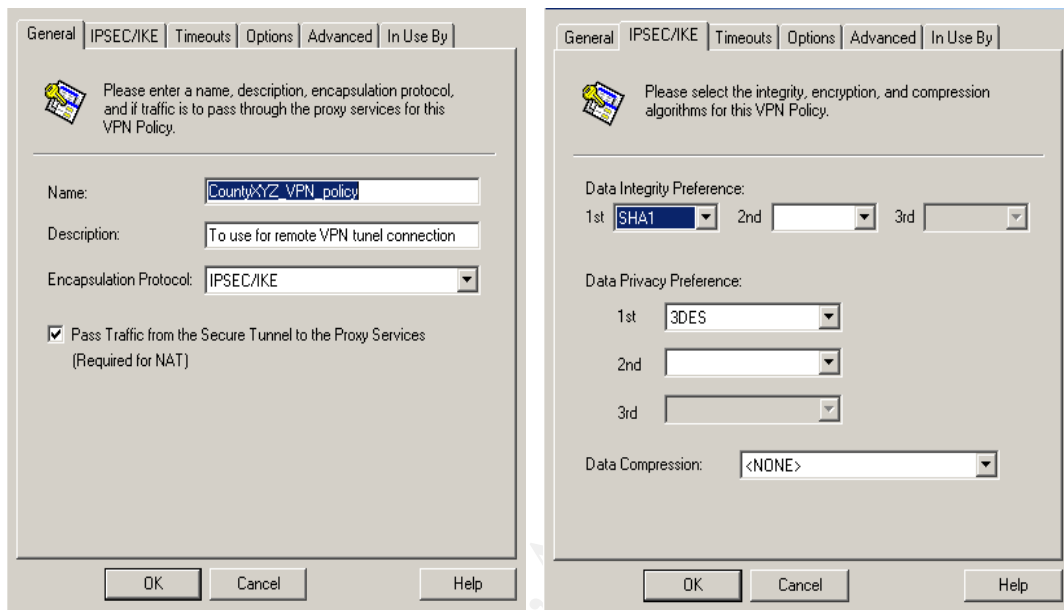 General IPSEC/IKE Timeouts Options Advanced In Use By
Please enter a name, description, encapsulation protocol,
and if traffic is to pass through the proxy services for this
VPN Policy.
Name: CountyXYZ_VPN_policy
Description: To use for remote VPN tunel connection
Encapsulation Protocol: IPSEC/IKE
Pass Traffic from the Secure Tunnel to the Proxy Services
(Required for NAT)
OK Cancel Help
General IPSEC/IKE Timeouts Options Advanced In Use By
Please select the integrity, encryption, and compression
algorithms for this VPN Policy.
Data Integrity Preference:
1st SHA1 2nd 3rd
Data Privacy Preference:
1st 3DES
2nd
3rd
Data Compression: <NONE>
OK Cancel Help